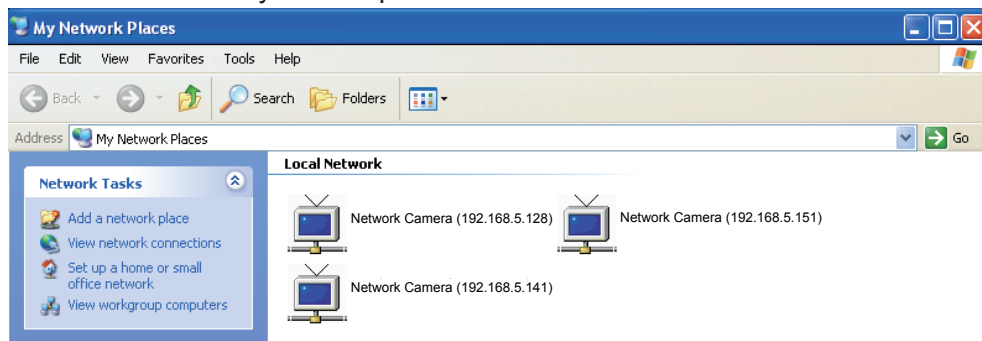 My Network Places
File Edit View Favorites Tools Help
Back Search Folders
Address My Network Places Go
Local Network
Network Tasks
Add a network place
View network connections
Set up a home or small
office network
View workgroup computers
Network Camera (192.168.5.128) Network Camera (192.168.5.151)
Network Camera (192.168.5.141)